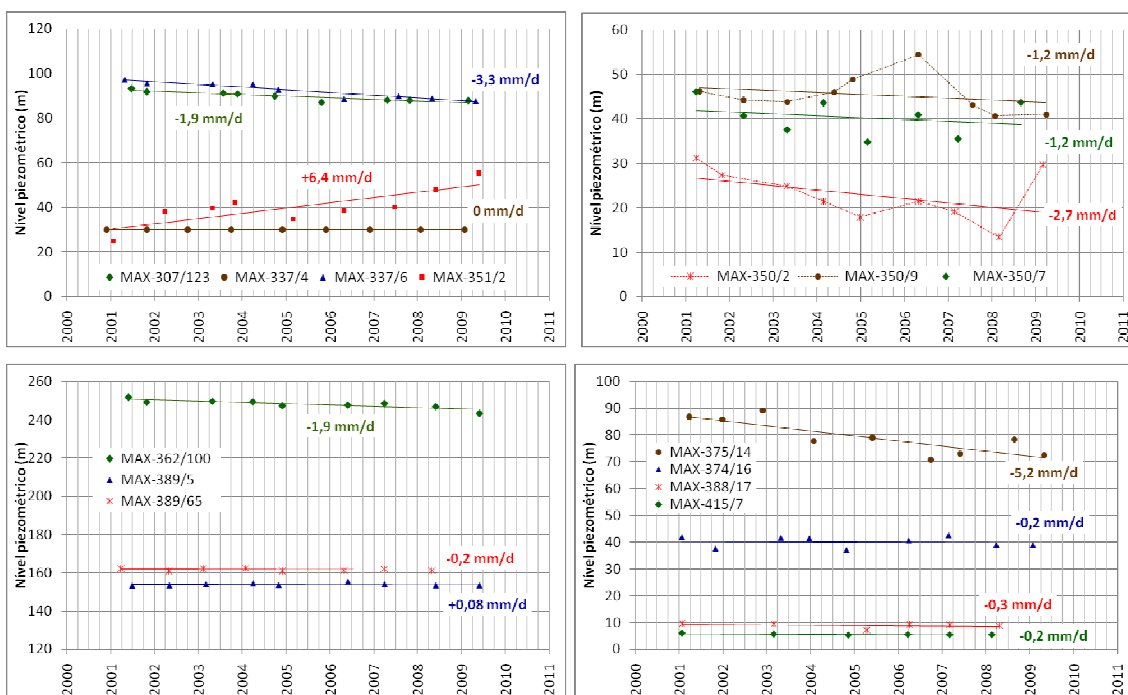 120
100
80
60
40
20
0
Nível piezométrico (m)
-3,3 mm/d
-1,9 mm/d
+6,4 mm/d
0 mm/d
MAX-307/123 MAX-337/4 MAX-337/6 MAX-351/2
2000 2001 2002 2003 2004 2005 2006 2007 2008 2009 2010 2011
60
50
40
30
20
10
0
Nível piezométrico (m)
-1,2 mm/d
-1,2 mm/d
-2,7 mm/d
MAX-350/2 MAX-350/9 MAX-350/7
2000 2001 2002 2003 2004 2005 2006 2007 2008 2009 2010 2011
260
240
220
200
180
160
140
120
Nível piezométrico (m)
-1,9 mm/d
MAX-362/100
MAX-389/5
MAX-389/65
-0,2 mm/d
+0,08 mm/d
2000 2001 2002 2003 2004 2005 2006 2007 2008 2009 2010 2011
100
90
80
70
60
50
40
30
20
10
0
Nível piezométrico (m)
MAX-375/14
MAX-374/16
MAX-388/17
MAX-415/7
-5,2 mm/d
-0,2 mm/d
-0,3 mm/d
-0,2 mm/d
2000 2001 2002 2003 2004 2005 2006 2007 2008 2009 2010 2011